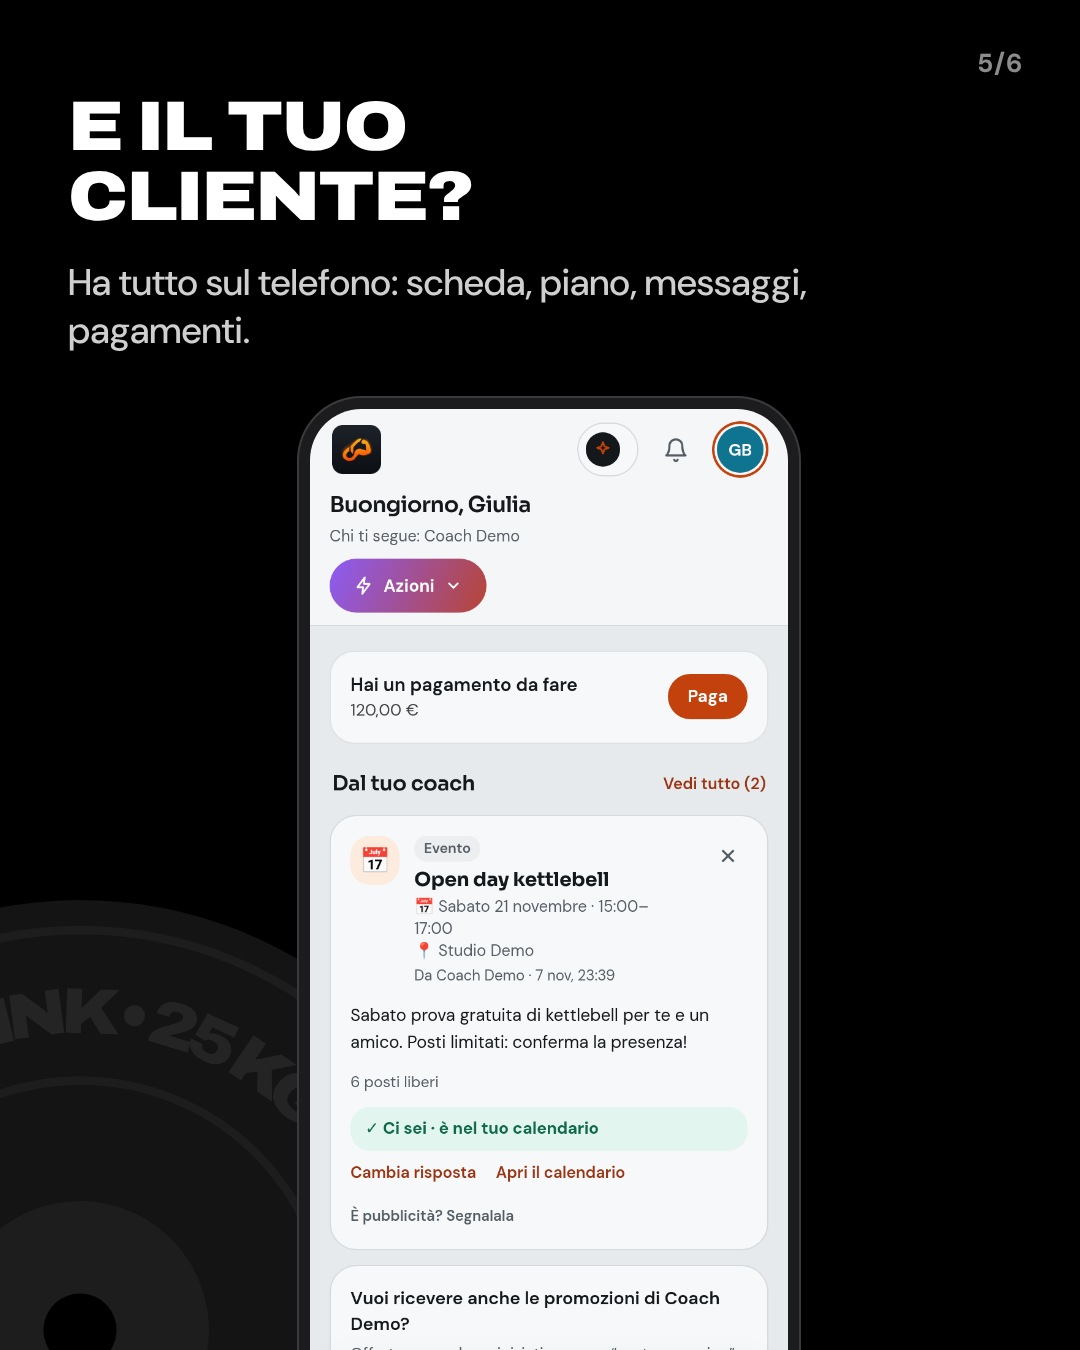 5/6
E IL TUO
CLIENTE?
Ha tutto sul telefono: scheda, piano, messaggi,
pagamenti.
GB
Buongiorno, Giulia
Chi ti segue: Coach Demo
Azioni
Hai un pagamento da fare
120,00 €
Paga
Dal tuo coach
Vedi tutto (2)
July
17
Evento
Open day kettlebell
Sabato 21 novembre · 15:00–
17:00
Studio Demo
Da Coach Demo · 7 nov, 23:39
Sabato prova gratuita di kettlebell per te e un
amico. Posti limitati: conferma la presenza!
6 posti liberi
✓ Ci sei · è nel tuo calendario
Cambia risposta
Apri il calendario
È pubblicità? Segnalala
Vuoi ricevere anche le promozioni di Coach
Demo?
25 KG